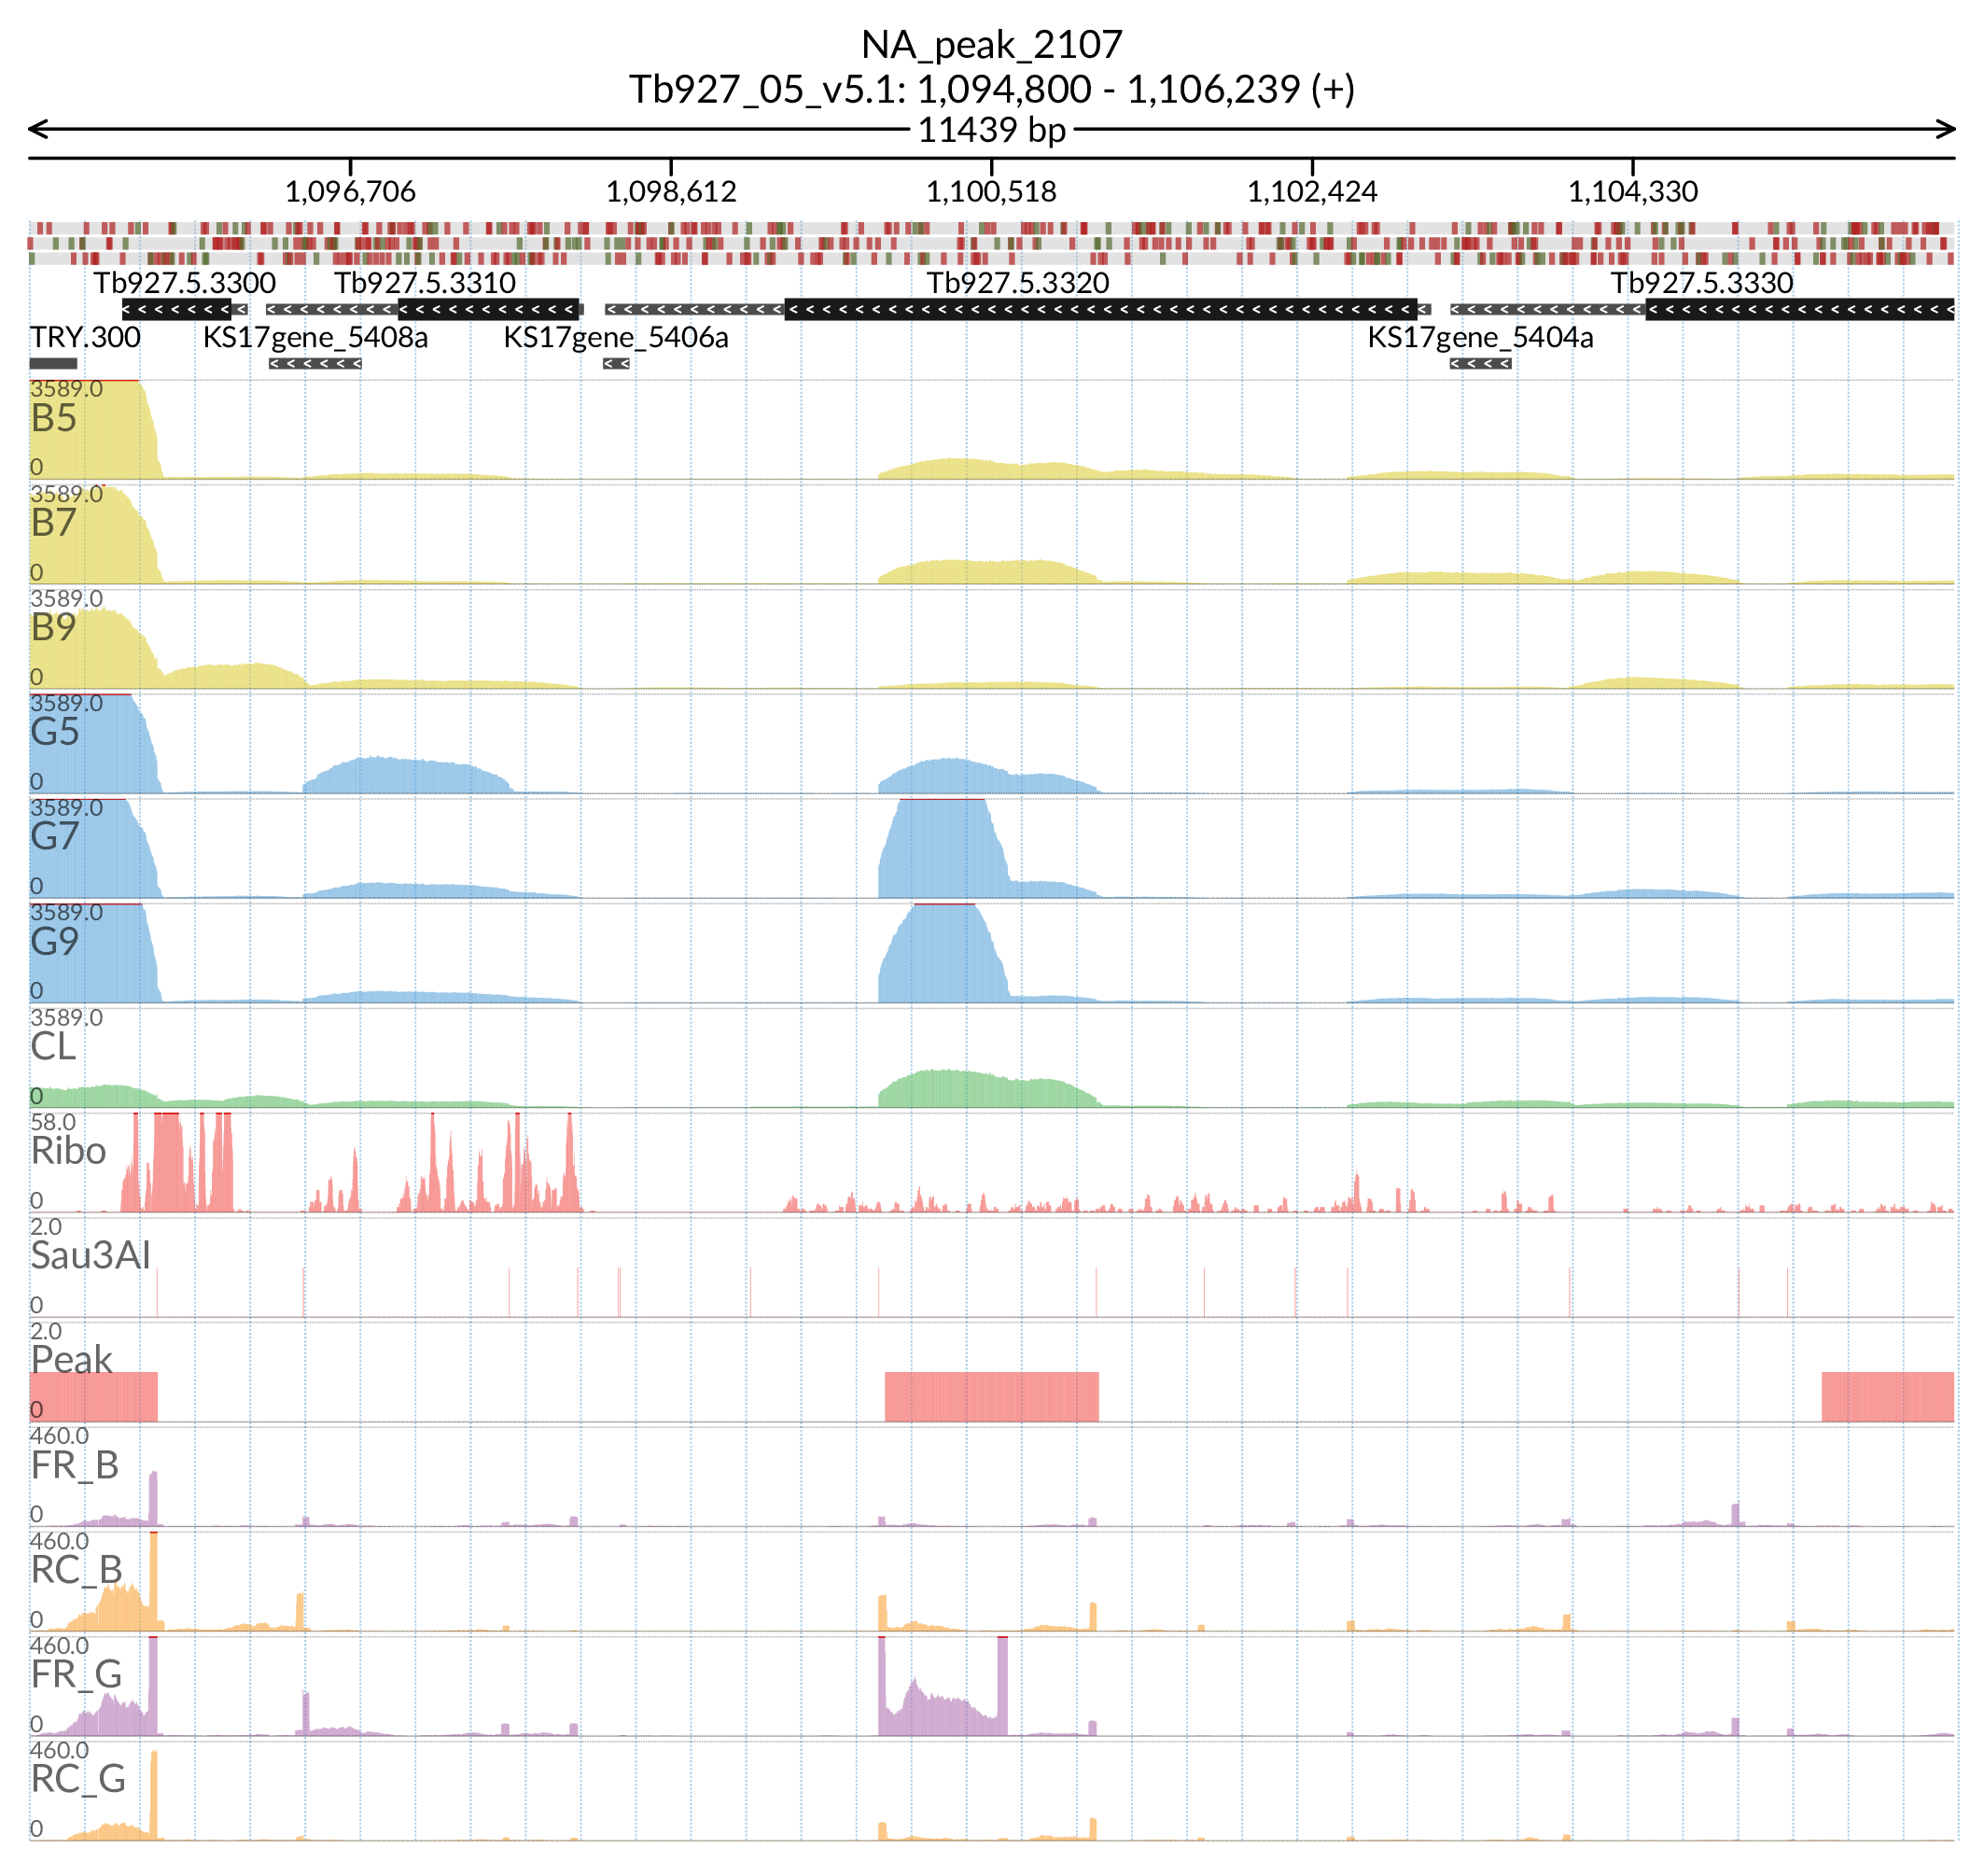 NA_peak_2107
Tb927_05_v5.1: 1,094,800 - 1,106,239 (+)
11439 bp
1,096,706 1,098,612 1,100,518 1,102,424 1,104,330
Tb927.5.3300 Tb927.5.3310 Tb927.5.3320 Tb927.5.3330
TRY.300 KS17gene_5408a KS17gene_5406a KS17gene_5404a
3589.0
B5
0
3589.0
B7
0
3589.0
B9
0
3589.0
G5
0
3589.0
G7
0
3589.0
G9
0
3589.0
CL
0
58.0
Ribo
0
2.0
Sau3AI
0
2.0
Peak
0
460.0
FR_B
0
460.0
RC_B
0
460.0
FR_G
0
460.0
RC_G
0